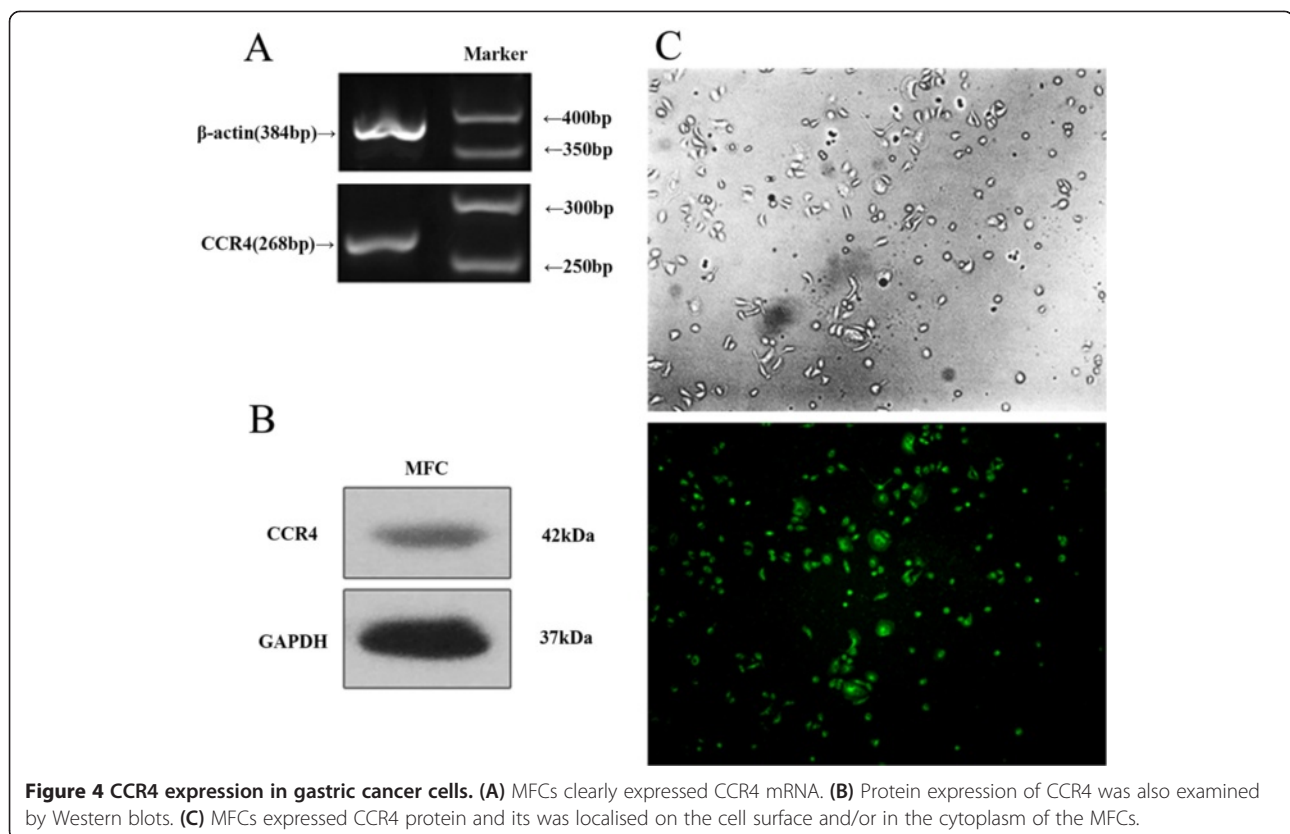 A
Marker
β-actin(384bp)→
←400bp
←350bp
CCR4(268bp)→
←300bp
←250bp
B
MFC
CCR4
42kDa
GAPDH
37kDa
C
Figure 4 CCR4 expression in gastric cancer cells. (A) MFCs clearly expressed CCR4 mRNA. (B) Protein expression of CCR4 was also examined
by Western blots. (C) MFCs expressed CCR4 protein and its was localised on the cell surface and/or in the cytoplasm of the MFCs.